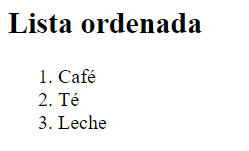 Lista ordenada
1. Café
2. Té
3. Leche